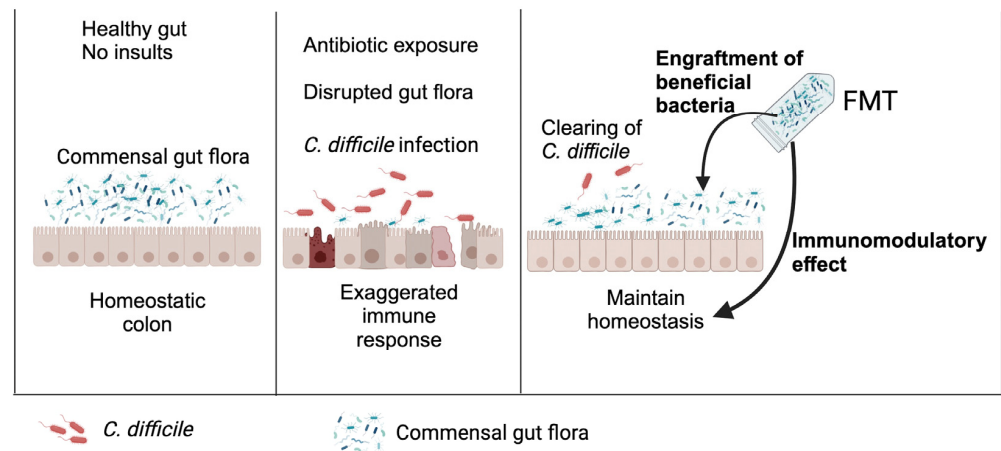 Healthy gut
No insults
Commensal gut flora
Homeostatic
colon
Antibiotic exposure
Disrupted gut flora
C. difficile infection
Exaggerated
immune
response
Engraftment of
beneficial
bacteria
FMT
Clearing of
C. difficile
Immunomodulatory
effect
Maintain
homeostasis
C. difficile
Commensal gut flora